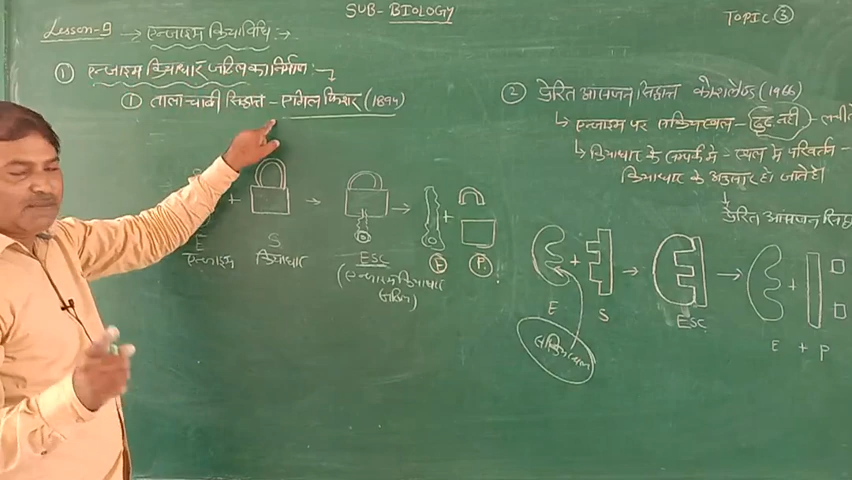 SUB- BIOLOGY
TOPIC ③
Lesson-9 → एन्जाइम क्रियाविधि :→
① एन्जाइम क्रियाधार जटिल का निर्माण :→
① ताला चाबी सिद्धांत - एमिल फिशर (1894)
+ → → +
E S ESC E P.
एन्जाइम क्रियाधार (एन्जाइम क्रियाधार जटिल)
② प्रेरित आसंजन सिद्धांत कोशलैण्ड (1966)
↳ एन्जाइम पर सक्रिय स्थल - दृढ़ नहीं - लचीले
↳ क्रियाधार के सम्पर्क में - स्थल में परिवर्तन -
क्रियाधार के अनुसार हो जाते है।
↓
प्रेरित आसंजन सिद्धांत
+ → → +
E S ESC E + P
सक्रिय स्थल